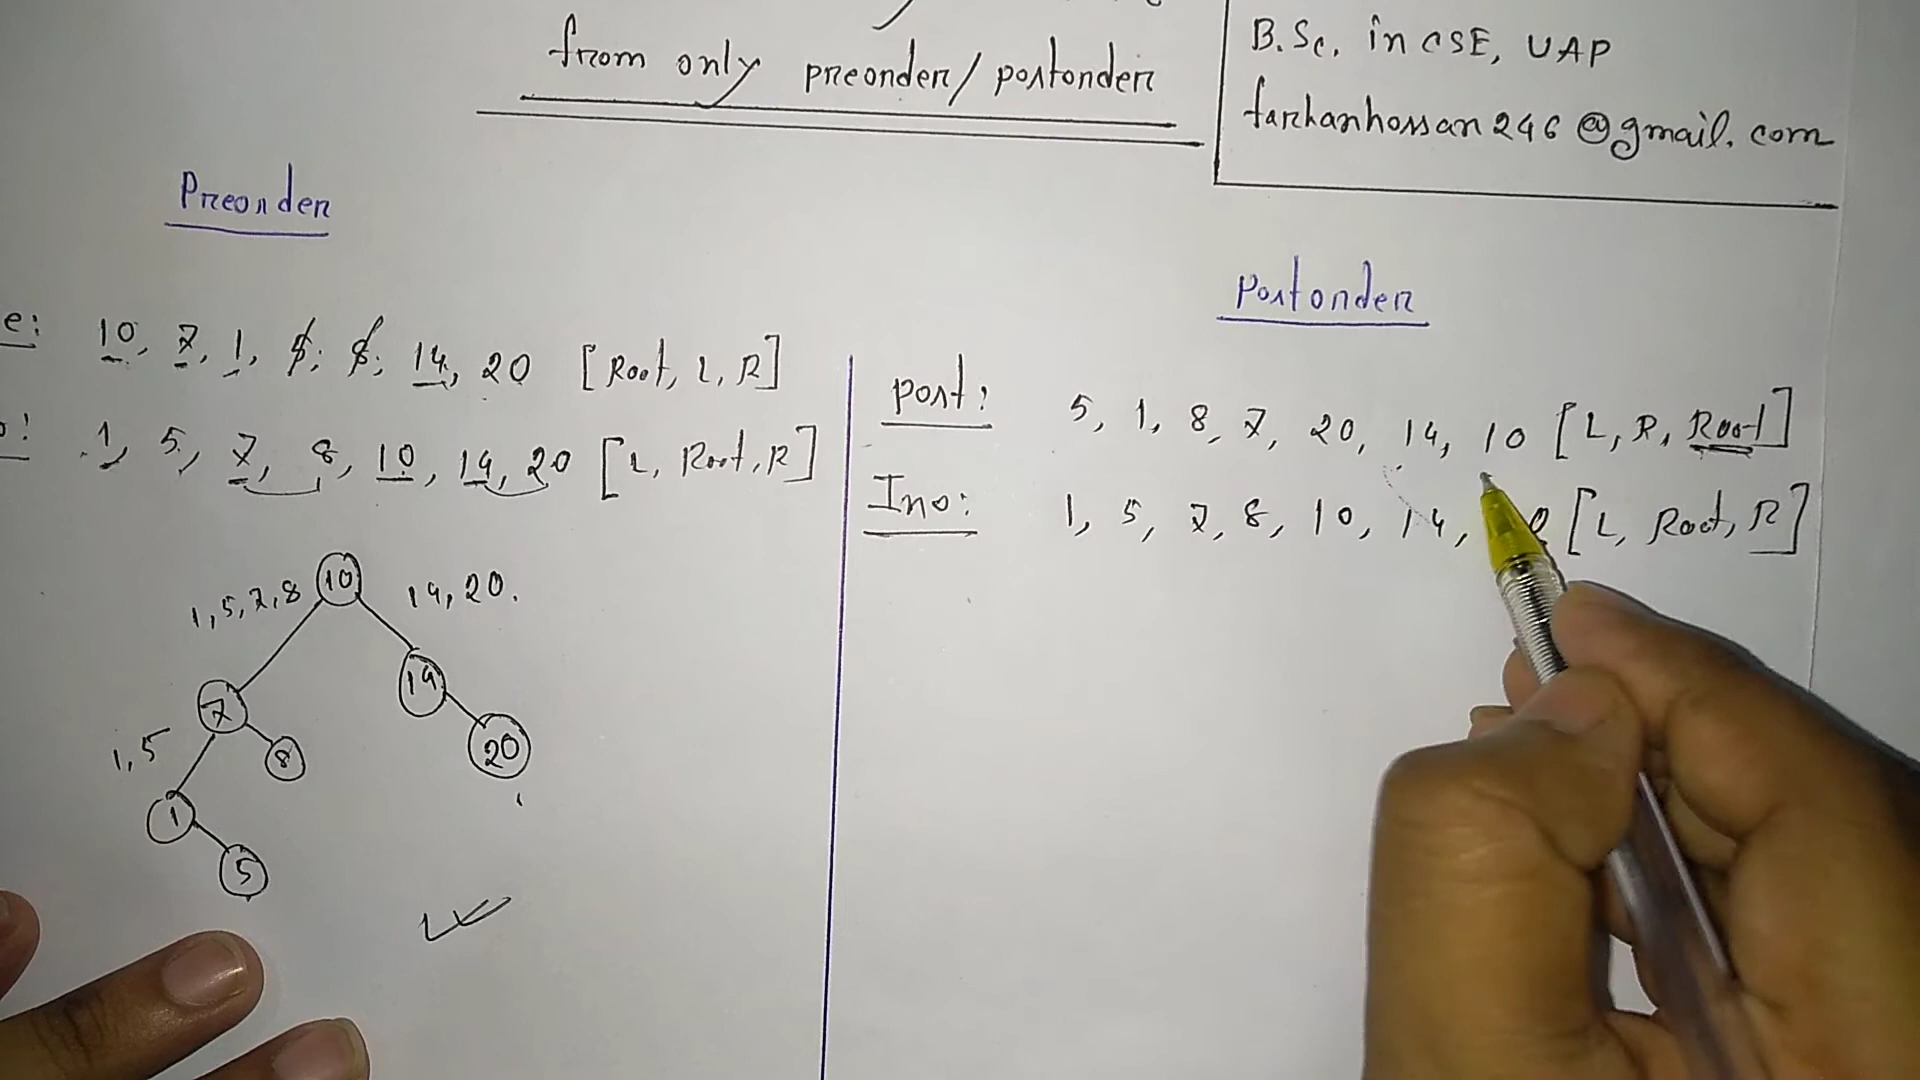 from only preorder/postorder
B.Sc. in CSE, UAP
farhanhossan246@gmail.com
Preorder
e: 10, 7, 1, 5, 8, 14, 20 [Root, L, R]
o: 1, 5, 7, 8, 10, 14, 20 [L, Root, R]
1,5,7,8 10 14,20.
7 14
1,5 8 20
1
5
Postorder
post: 5, 1, 8, 7, 20, 14, 10 [L, R, Root]
Ino: 1, 5, 7, 8, 10, 14, 0 [L, Root, R]